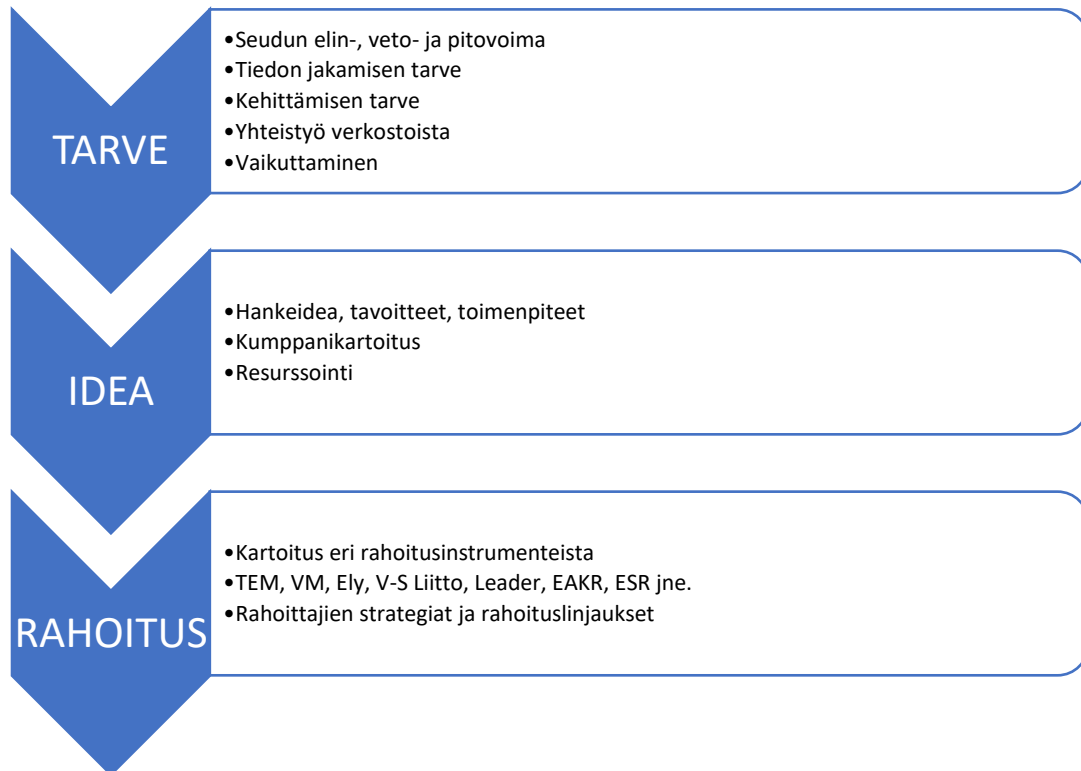 TARVE
•Seudun elin-, veto- ja pitovoima
•Tiedon jakamisen tarve
•Kehittämisen tarve
•Yhteistyö verkostoista
•Vaikuttaminen
IDEA
•Hankeidea, tavoitteet, toimenpiteet
•Kumppanikartoitus
•Resurssointi
RAHOITUS
•Kartoitus eri rahoitusinstrumenteista
•TEM, VM, Ely, V-S Liitto, Leader, EAKR, ESR jne.
•Rahoittajien strategiat ja rahoituslinjaukset